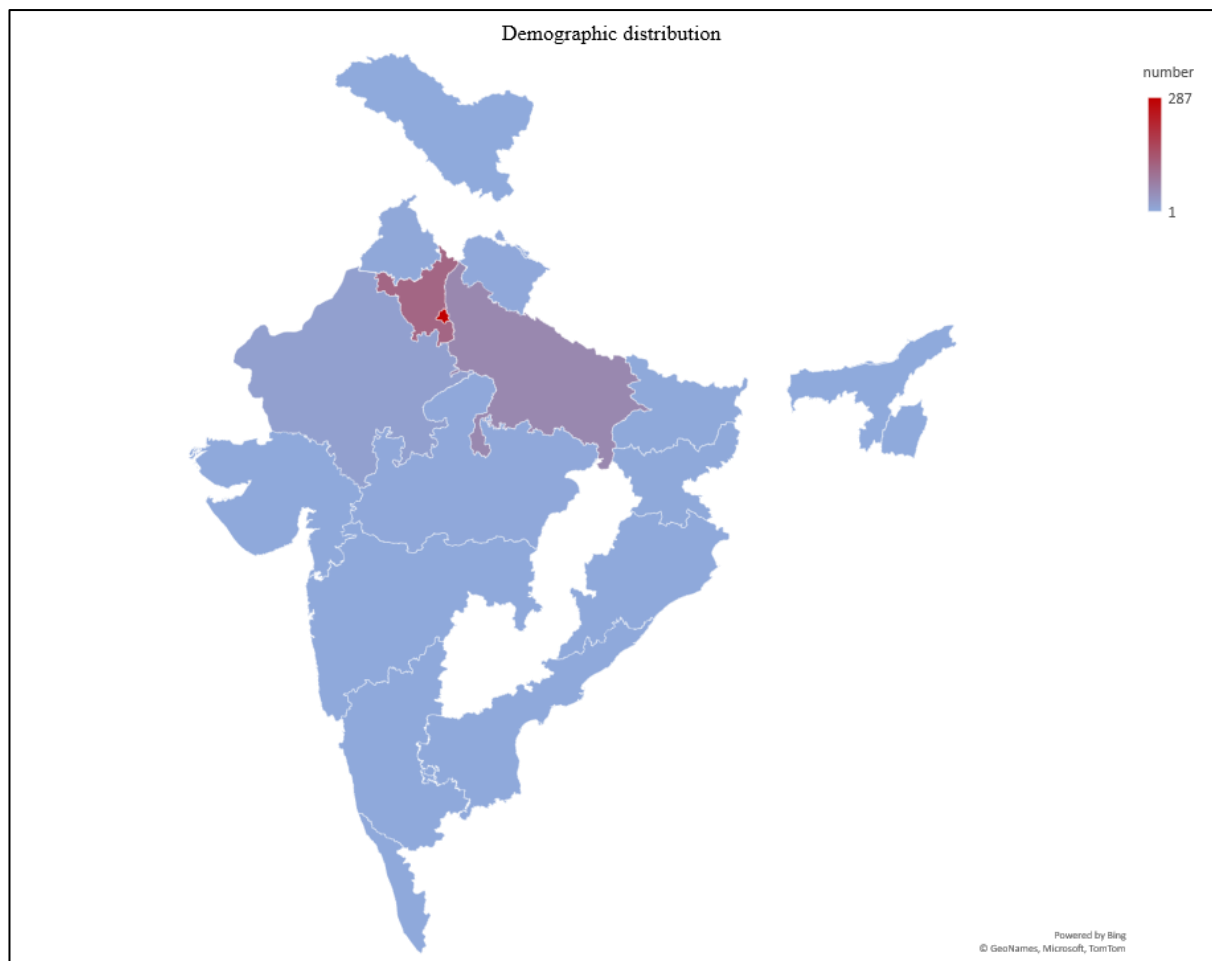 Demographic distribution
number
287
1
Powered by Bing
© GeoNames, Microsoft, TomTom